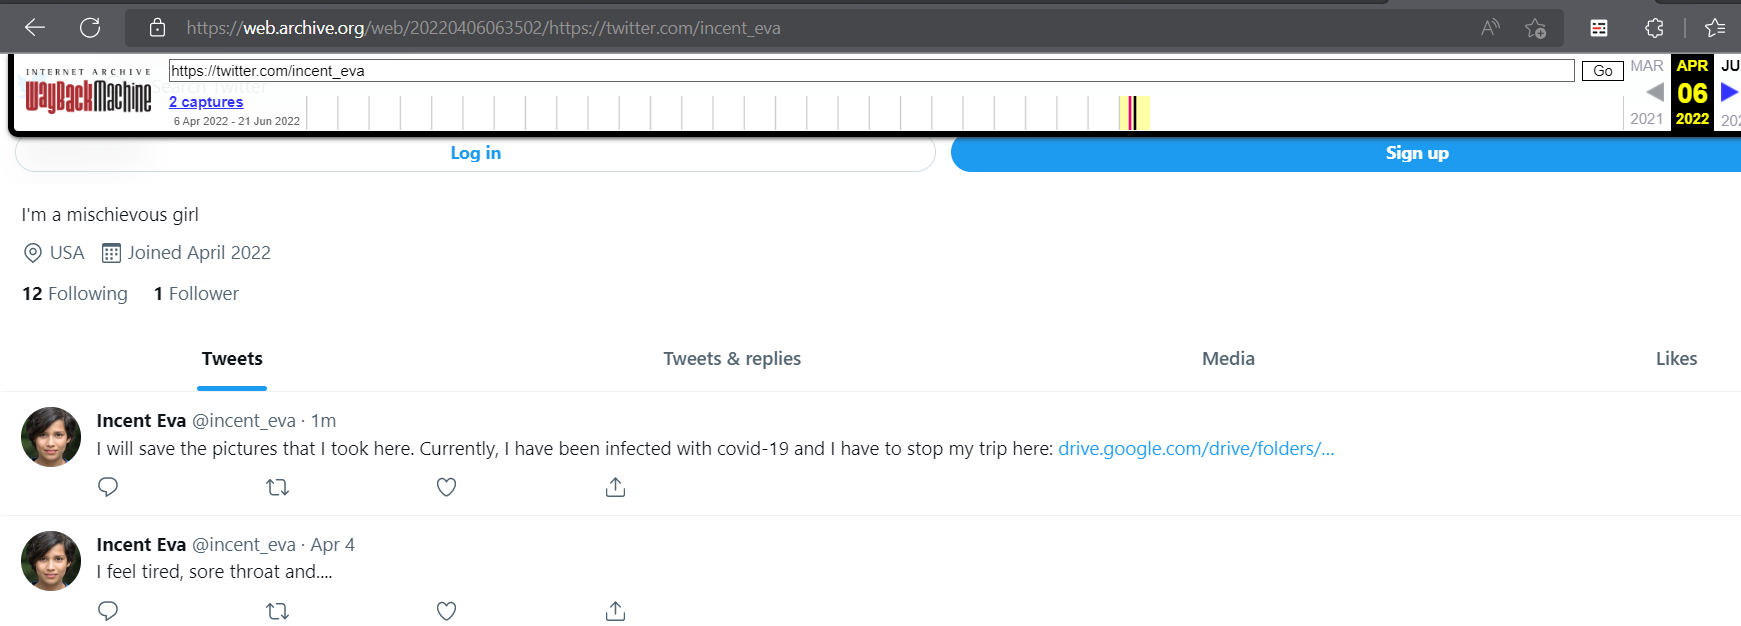 https://web.archive.org/web/20220406063502/https://twitter.com/incent_eva
INTERNET ARCHIVE
WayBackMachine
Search Twitter
https://twitter.com/incent_eva
Go
MAR
APR
JU
2 captures
06
6 Apr 2022 - 21 Jun 2022
2021
2022
202
Log in
Sign up
I'm a mischievous girl
USA Joined April 2022
12 Following 1 Follower
Tweets Tweets & replies Media Likes
Incent Eva @incent_eva · 1m
I will save the pictures that I took here. Currently, I have been infected with covid-19 and I have to stop my trip here: drive.google.com/drive/folders/...
Incent Eva @incent_eva · Apr 4
I feel tired, sore throat and....